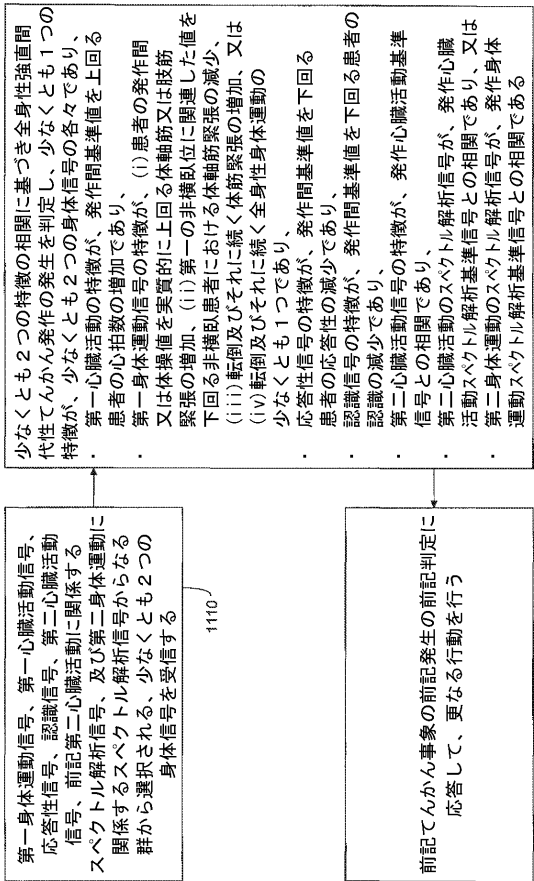 第一身体運動信号、第一心臓活動信号、
応答性信号、認識信号、第二心臓活動
信号、前記第二心臓活動に関係する
スペクトル解析信号、及び第二身体運動に
関係するスペクトル解析信号からなる
群から選択される、少なくとも２つの
身体信号を受信する
1110
少なくとも２つの特徴の相関に基づき全身性強直間
代性てんかん発作の発生を判定し、少なくとも１つの
特徴が、少なくとも２つの身体信号の各々であり、
・ 第一心臓活動の特徴が、発作間基準値を上回る
患者の心拍数の増加であり、
・ 第一身体運動信号の特徴が、(i)患者の発作間
又は体操値を実質的に上回る体軸筋又は肢筋
緊張の増加、(ii)第一の非横臥位に関連した値を
下回る非横臥患者における体軸筋緊張の減少、
(iii)転倒及びそれに続く体筋緊張の増加、又は
(iv)転倒及びそれに続く全身性身体運動の
少なくとも１つであり、
・ 応答性信号の特徴が、発作間基準値を下回る
患者の応答性の減少であり、
・ 認識信号の特徴が、発作間基準値を下回る患者の
認識の減少であり、
・ 第二心臓活動信号の特徴が、発作心臓活動基準
信号との相関であり、
・ 第二心臓活動のスペクトル解析信号が、発作心臓
活動スペクトル解析基準信号との相関であり、又は
・ 第二身体運動のスペクトル解析信号が、発作身体
運動スペクトル解析基準信号との相関である
前記てんかん事象の前記発生の前記判定に
応答して、更なる行動を行う